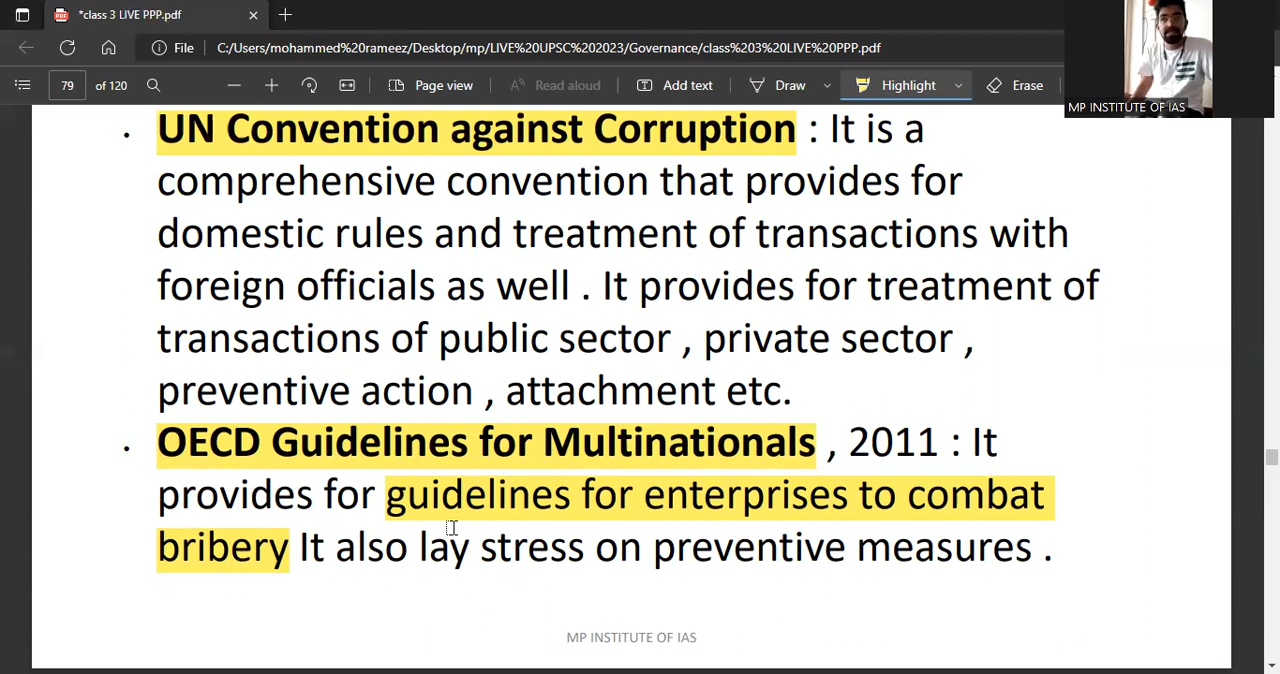 *class 3 LIVE PPP.pdf
File C:/Users/mohammed%20rameez/Desktop/mp/LIVE%20UPSC%202023/Governance/class%203%20LIVE%20PPP.pdf
79 of 120 Page view Read aloud Add text Draw Highlight Erase
MP INSTITUTE OF IAS
UN Convention against Corruption : It is a
comprehensive convention that provides for
domestic rules and treatment of transactions with
foreign officials as well . It provides for treatment of
transactions of public sector , private sector ,
preventive action , attachment etc.
OECD Guidelines for Multinationals , 2011 : It
provides for guidelines for enterprises to combat
bribery It also lay stress on preventive measures .
MP INSTITUTE OF IAS